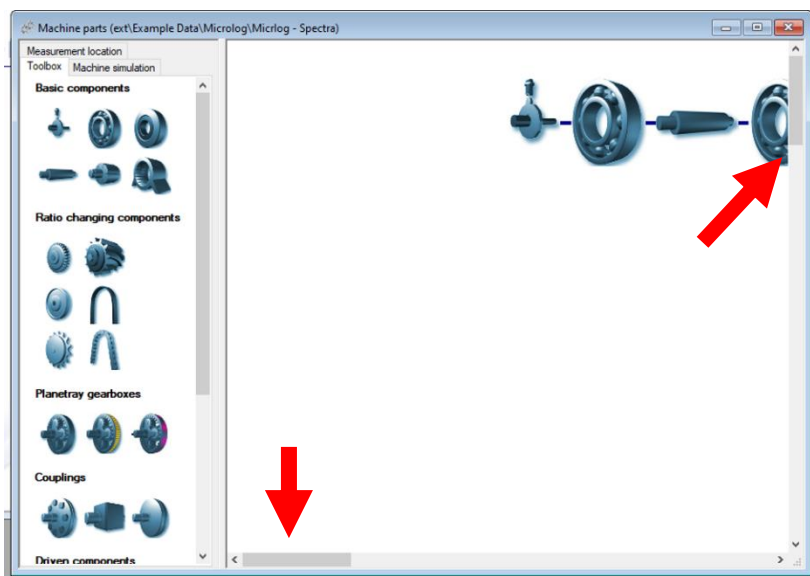 Machine parts (ext\Example Data\Microlog\Micrlog - Spectra)
Measurement location
Toolbox Machine simulation
Basic components
Ratio changing components
Planetray gearboxes
Couplings
Driven components